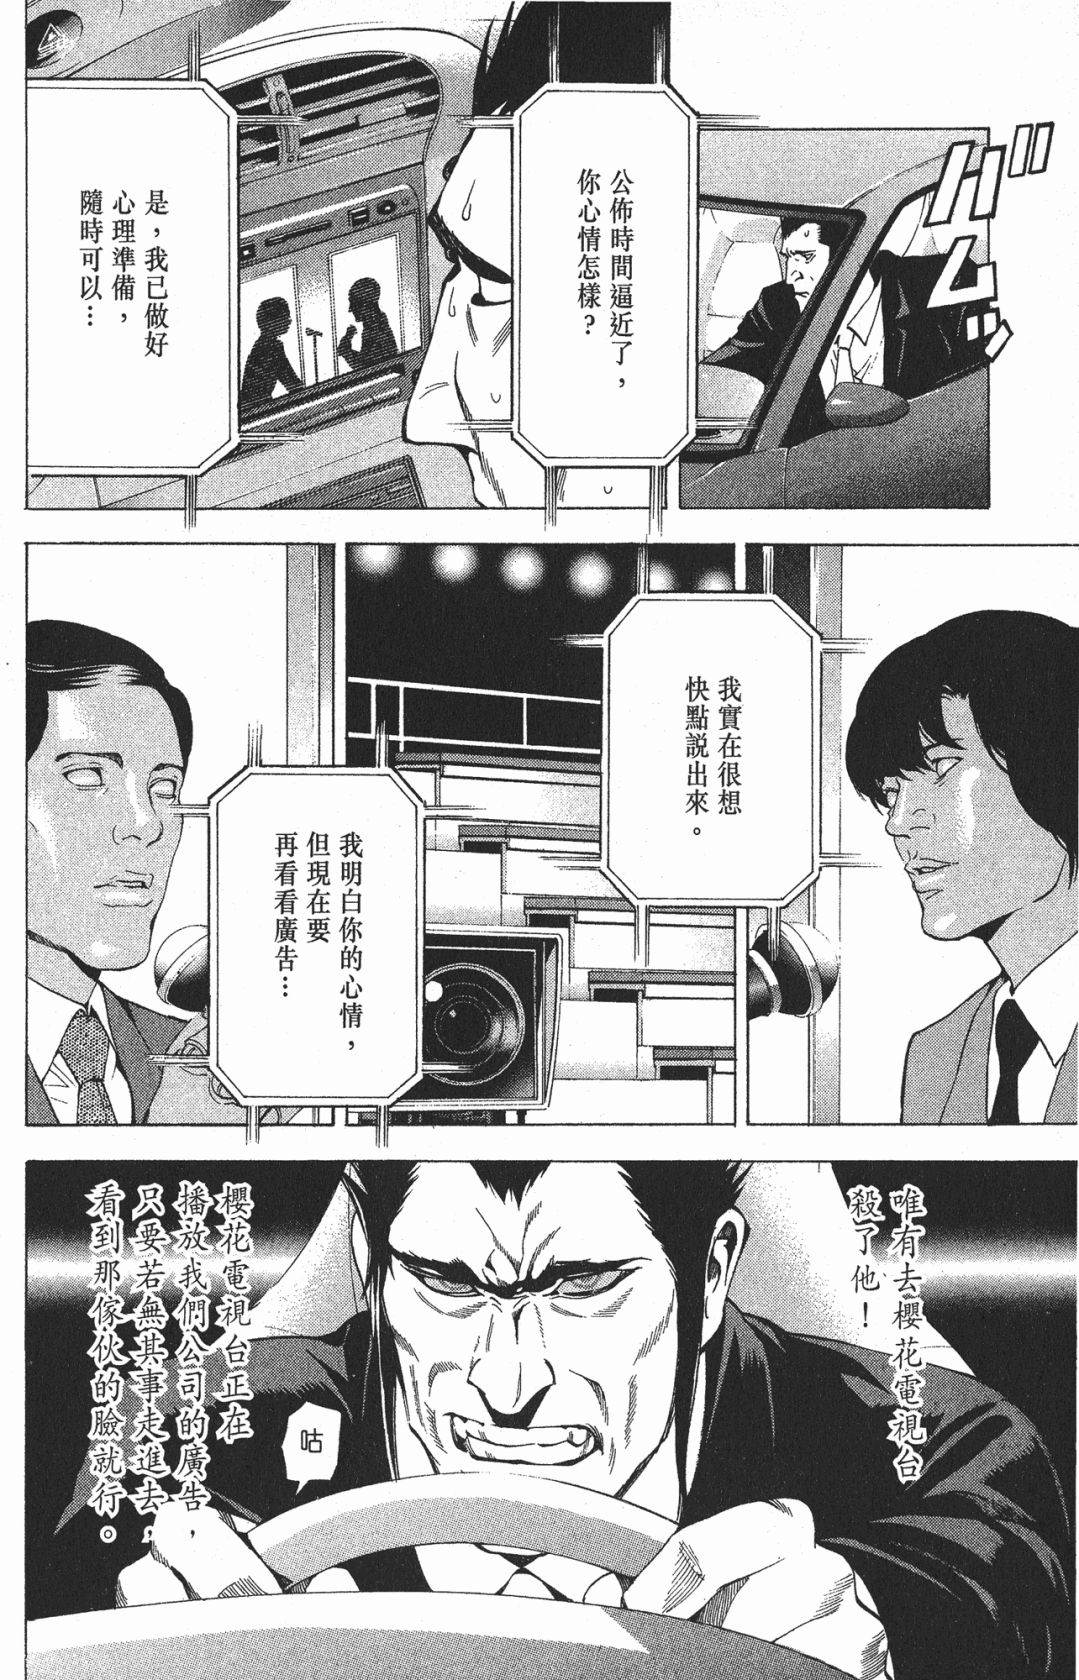 バムッ
公佈時間逼近了，
你心情怎樣？
是，我已做好
心理準備，
隨時可以…
我實在很想
快點說出來。
我明白你的心情，
但現在要
再看看廣告…
唯有去櫻花電視台
殺了他！
咕
櫻花電視台正在
播放我們公司的廣告，
只要若無其事走進去，
看到那傢伙的臉就行。